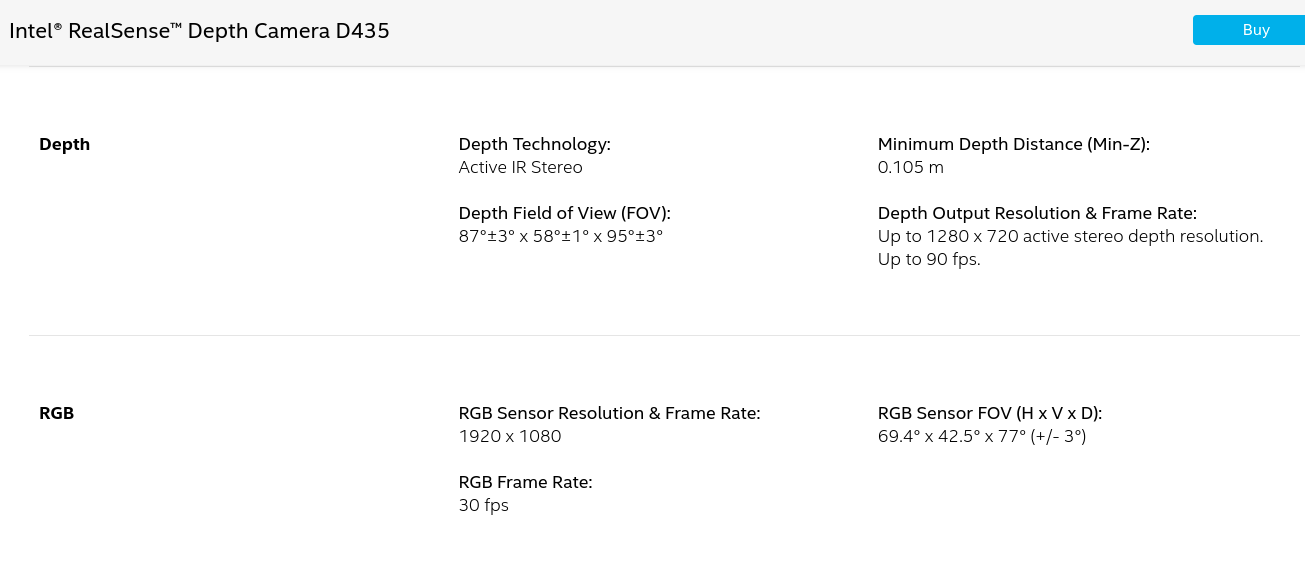 Intel® RealSense™ Depth Camera D435
Buy
Depth
Depth Technology:
Active IR Stereo
Depth Field of View (FOV):
87°±3° x 58°±1° x 95°±3°
Minimum Depth Distance (Min-Z):
0.105 m
Depth Output Resolution & Frame Rate:
Up to 1280 x 720 active stereo depth resolution.
Up to 90 fps.
RGB
RGB Sensor Resolution & Frame Rate:
1920 x 1080
RGB Frame Rate:
30 fps
RGB Sensor FOV (H x V x D):
69.4° x 42.5° x 77° (+/- 3°)